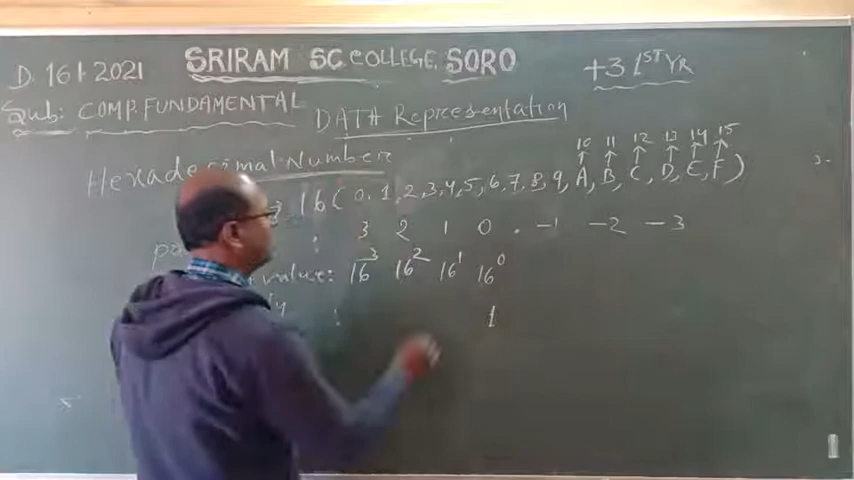 D. 16 1 2021 SRIRAM SC COLLEGE, SORO +3 1ST YR
Sub: COMP. FUNDAMENTAL DATA Representation
Hexadecimal Number
10 11 12 13 14 15
16 ( 0, 1, 2, 3, 4, 5, 6, 7, 8, 9, A, B, C, D, E, F )
: 3 2 1 0 . -1 -2 -3
value: 16³ 16² 16¹ 16⁰
: 1